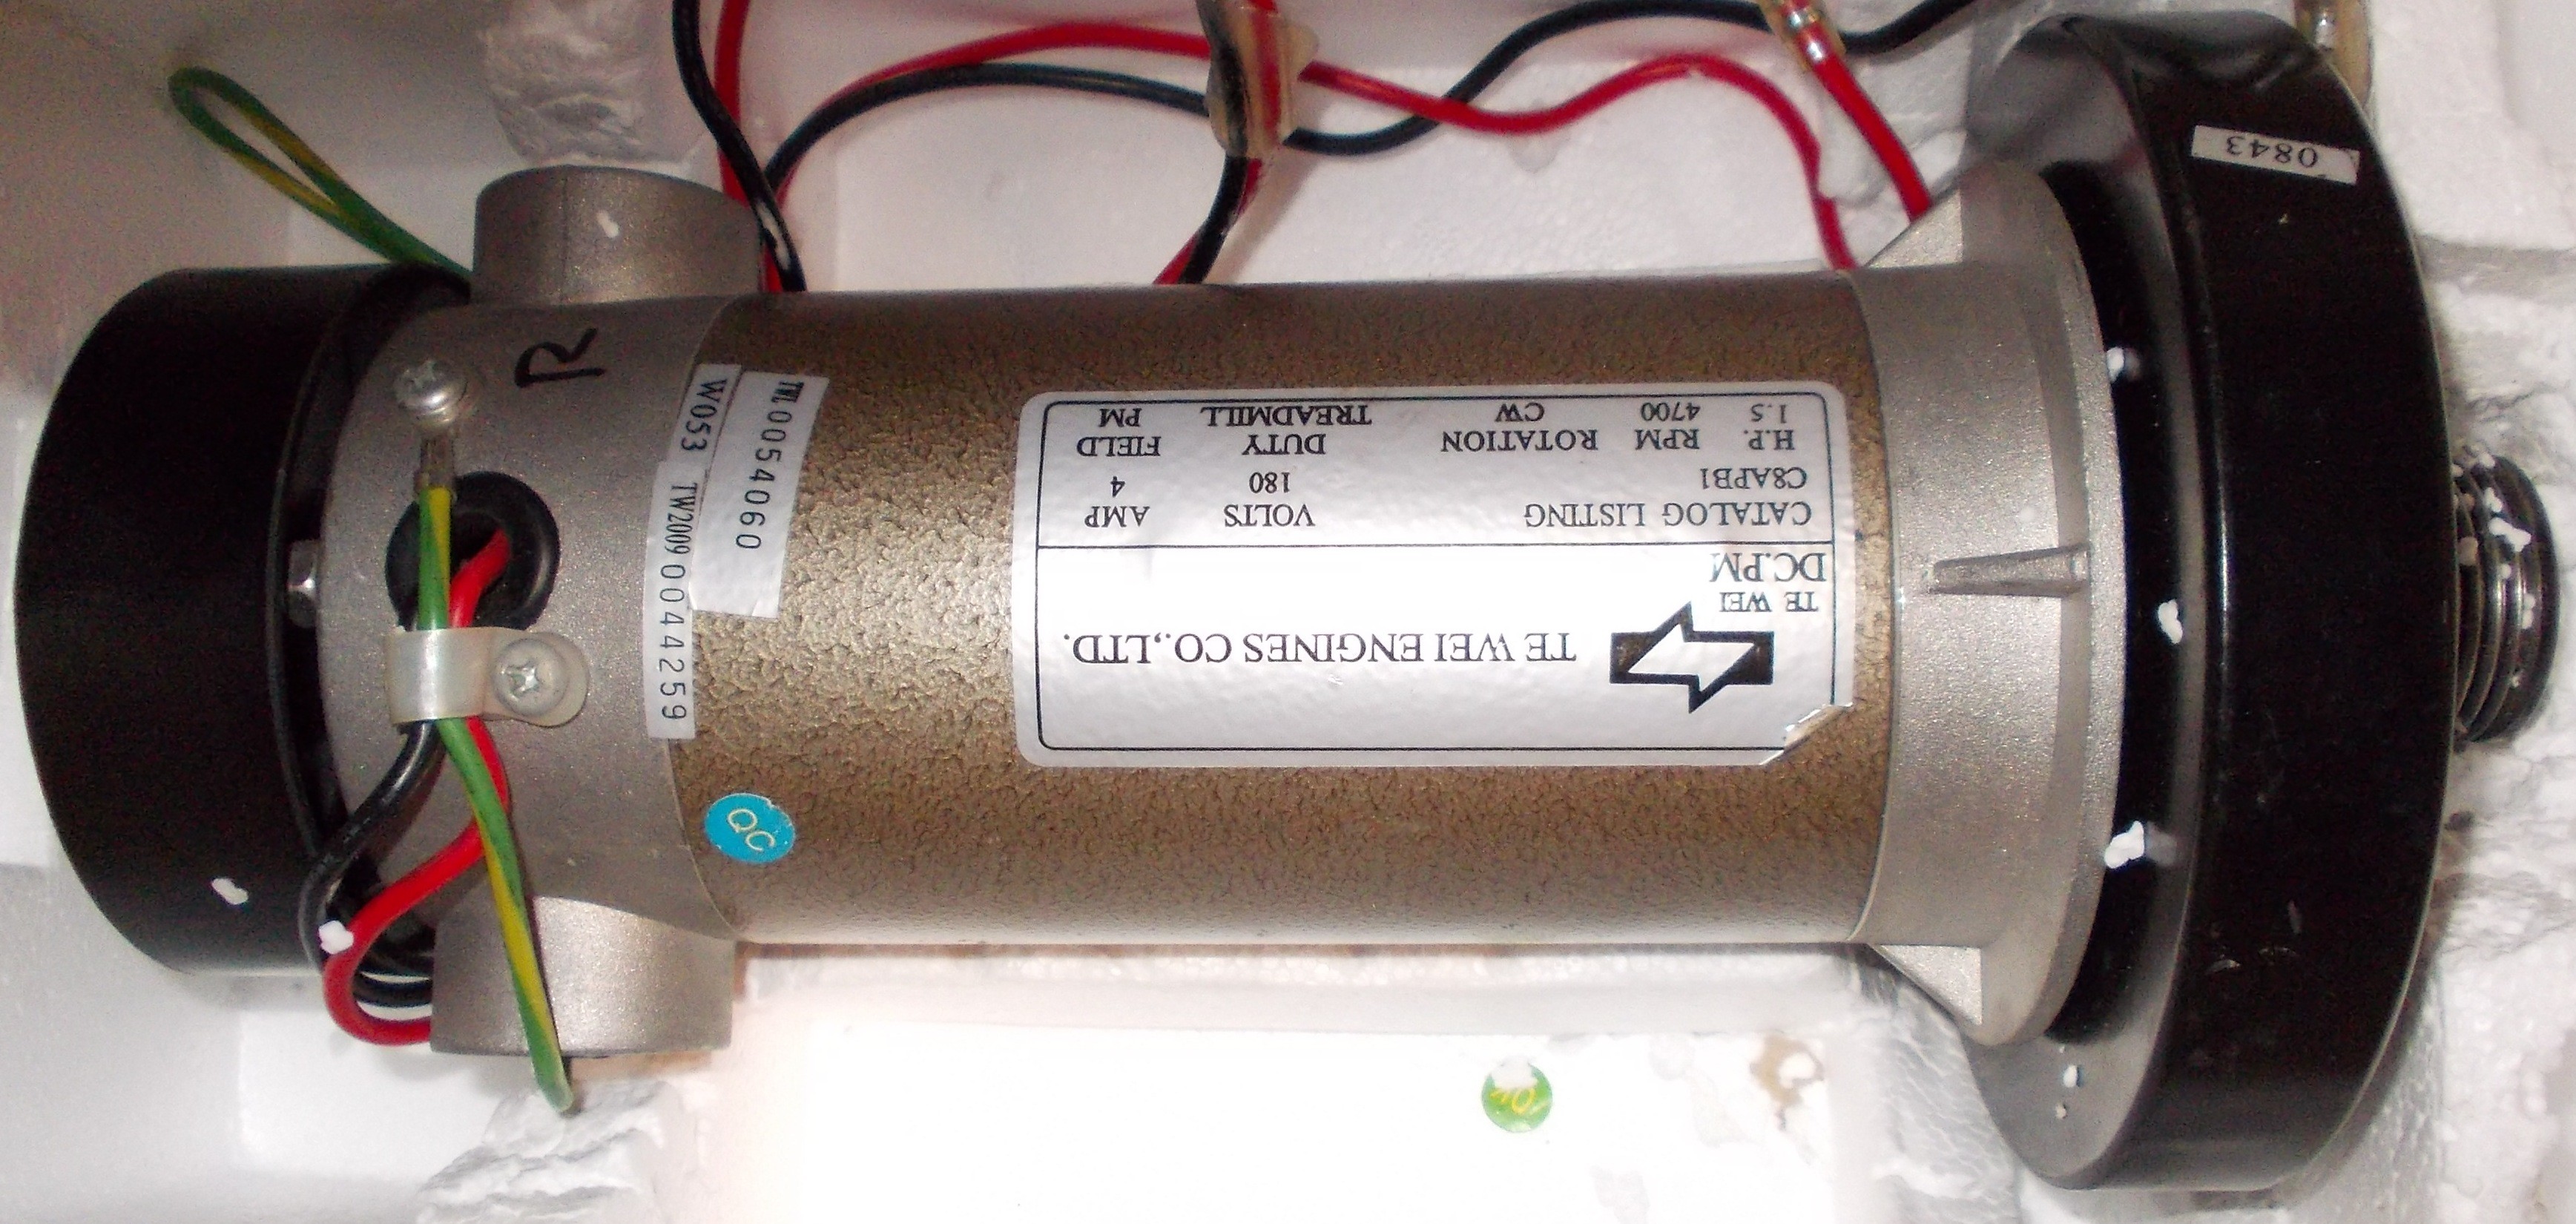 TE WEI ENGINES CO.,LTD.
TE WEI
DC.PM
CATALOG LISTING VOLTS AMP
C8APB1 180 4
H.P. RPM ROTATION DUTY FIELD
1.5 4700 CW TREADMILL PM
TWL0054060
W053 TW2009 00044259
R
QC
0843